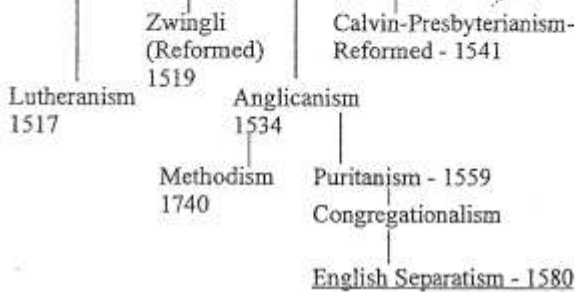 Zwingli
(Reformed)
1519
Calvin-Presbyterianism-
Reformed - 1541
Lutheranism
1517
Anglicanism
1534
Methodism
1740
Puritanism - 1559
Congregationalism
English Separatism - 1580